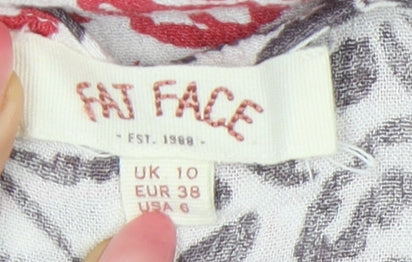 FAT FACE
- EST. 1988 -
UK 10
EUR 38
USA 6